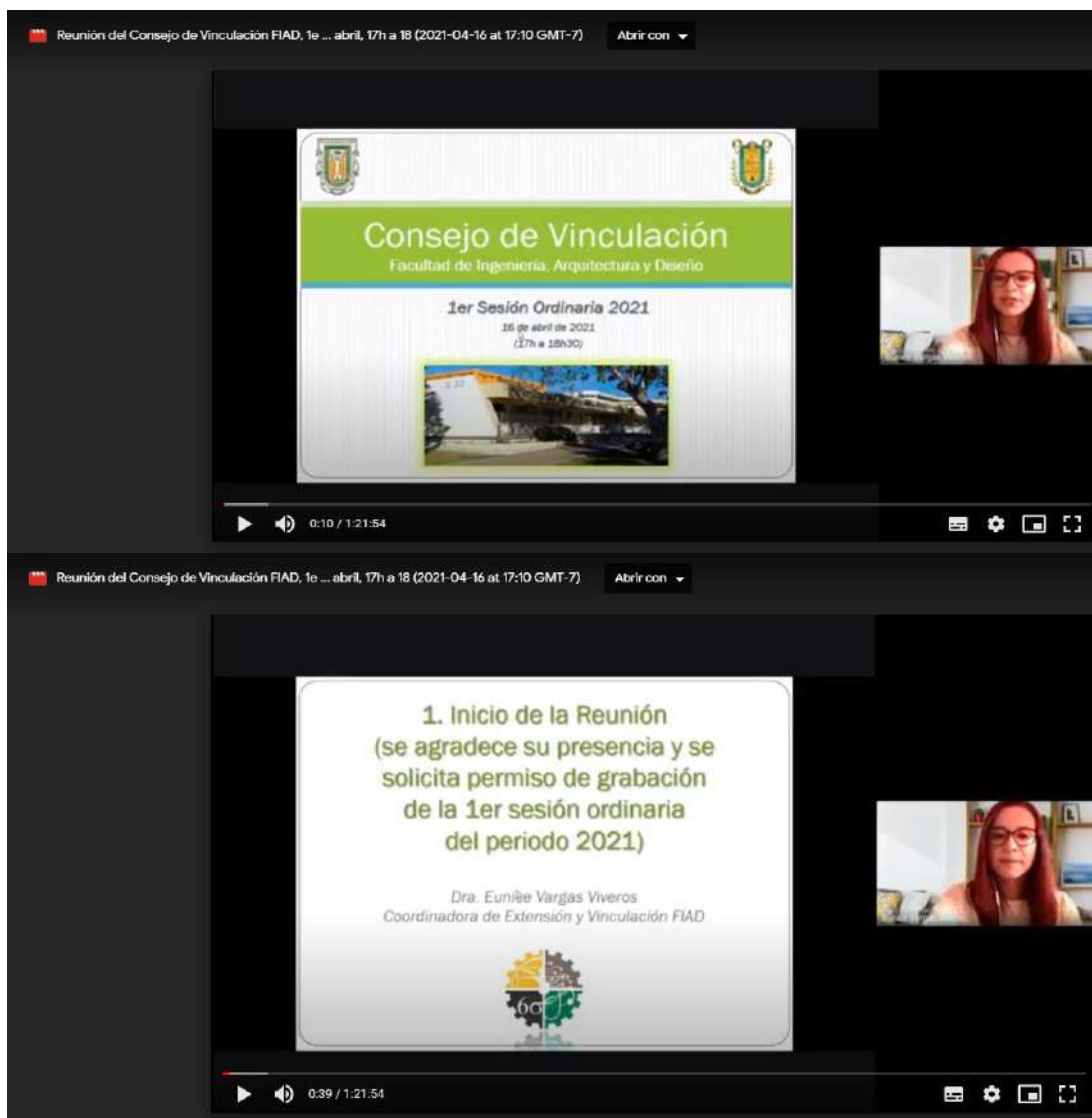 Reunión del Consejo de Vinculación FIAD, 1e ... abril, 17h a 18 (2021-04-16 at 17:10 GMT-7)    Abrir con
Consejo de Vinculación
Facultad de Ingeniería, Arquitectura y Diseño
1er Sesión Ordinaria 2021
16 de abril de 2021
(17h a 18h30)
0:10 / 1:21:54
Reunión del Consejo de Vinculación FIAD, 1e ... abril, 17h a 18 (2021-04-16 at 17:10 GMT-7)    Abrir con
1. Inicio de la Reunión
(se agradece su presencia y se
solicita permiso de grabación
de la 1er sesión ordinaria
del periodo 2021)
Dra. Vargas Viveros
Coordinadora de Extensión y Vinculación FIAD
6σ
0:39 / 1:21:54